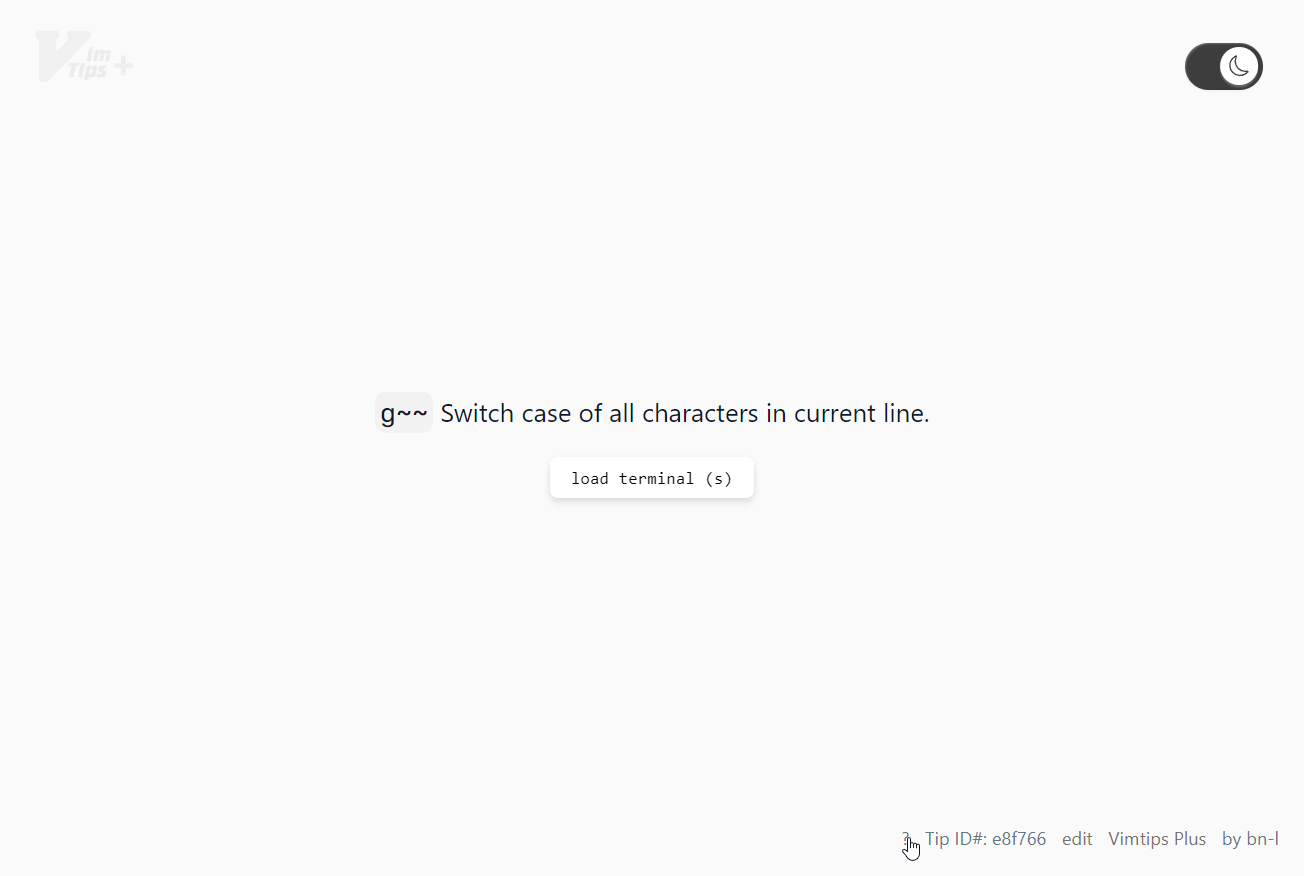 Vim
Tips +
g~~ Switch case of all characters in current line.
load terminal (s)
? Tip ID#: e8f766 edit Vimtips Plus by bn-l